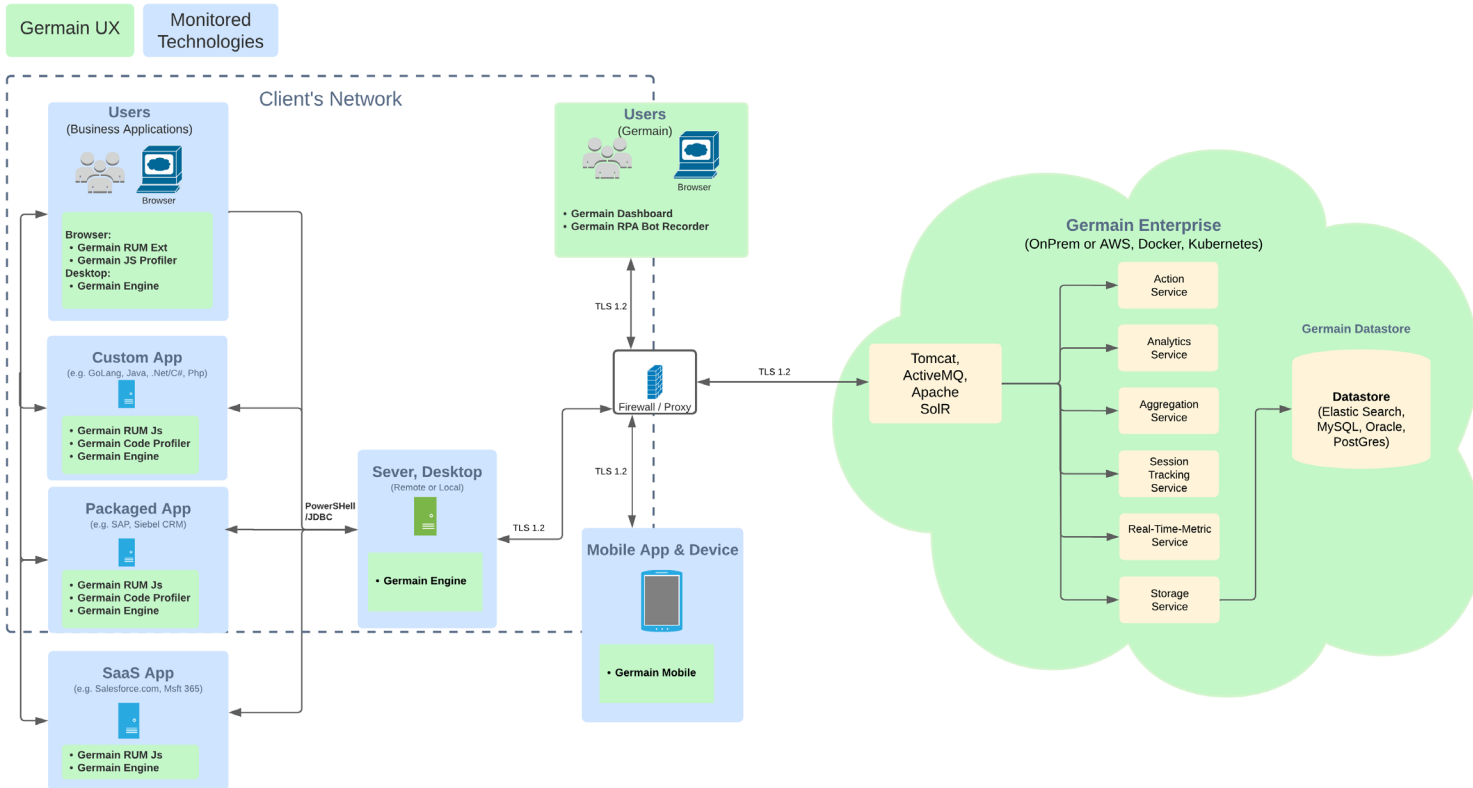 Germain UX
Monitored
Technologies
Client's Network
Users
(Business Applications)
Browser
Browser:
• Germain RUM Ext
• Germain JS Profiler
Desktop:
• Germain Engine
Custom App
(e.g. GoLang, Java, .Net/C#, Php)
• Germain RUM Js
• Germain Code Profiler
• Germain Engine
Packaged App
(e.g. SAP, Siebel CRM)
• Germain RUM Js
• Germain Code Profiler
• Germain Engine
SaaS App
(e.g. Salesforce.com, Msft 365)
• Germain RUM Js
• Germain Engine
PowerSHell
/JDBC
Sever, Desktop
(Remote or Local)
• Germain Engine
TLS 1.2
Users
(Germain)
Browser
• Germain Dashboard
• Germain RPA Bot Recorder
TLS 1.2
Firewall / Proxy
TLS 1.2
TLS 1.2
Mobile App & Device
• Germain Mobile
Germain Enterprise
(OnPrem or AWS, Docker, Kubernetes)
Tomcat,
ActiveMQ,
Apache
SolR
Action
Service
Analytics
Service
Aggregation
Service
Session
Tracking
Service
Real-Time-Metric
Service
Storage
Service
Germain Datastore
Datastore
(Elastic Search,
MySQL, Oracle,
PostGres)